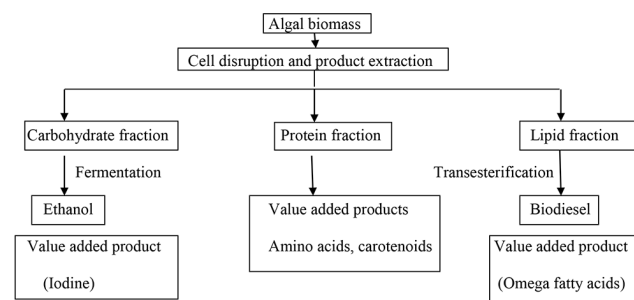 Algal biomass
Cell disruption and product extraction
Carbohydrate fraction
Protein fraction
Lipid fraction
Fermentation
Transesterification
Ethanol
Value added products
Amino acids, carotenoids
Biodiesel
Value added product
(Iodine)
Value added product
(Omega fatty acids)